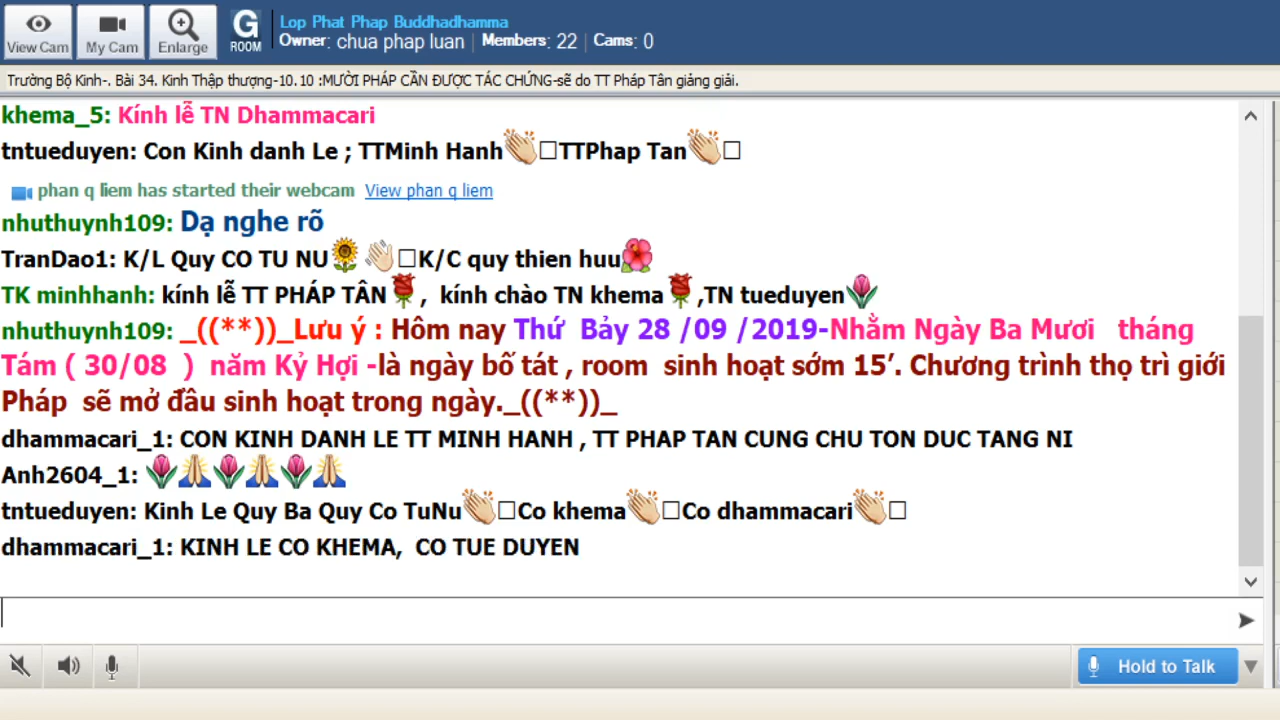 View Cam
My Cam
Enlarge
G
ROOM
Lop Phat Phap Buddhadhamma
Owner: chua phap luan | Members: 22 | Cams: 0
Trường Bộ Kinh-. Bài 34. Kinh Thập thượng-10.10 :MƯỜI PHÁP CẦN ĐƯỢC TÁC CHỨNG-sẽ do TT Pháp Tân giảng giải.
khema_5: Kính lễ TN Dhammacari
tntueduyen: Con Kinh danh Le ; TTMinh Hanh👏□TTPhap Tan👏□
phan q liem has started their webcam View phan q liem
nhuthuynh109: Dạ nghe rõ
TranDao1: K/L Quy CO TU NU🌻👋□K/C quy thien huu🌺
TK minhhanh: kính lễ TT PHÁP TÂN🌹, kính chào TN khema🌹,TN tueduyen🌷
nhuthuynh109: _((**))_Lưu ý : Hôm nay Thứ Bảy 28 /09 /2019-Nhằm Ngày Ba Mươi tháng
Tám ( 30/08 ) năm Kỷ Hợi -là ngày bố tát , room sinh hoạt sớm 15’. Chương trình thọ trì giới
Pháp sẽ mở đầu sinh hoạt trong ngày._((**))_
dhammacari_1: CON KINH DANH LE TT MINH HANH , TT PHAP TAN CUNG CHU TON DUC TANG NI
Anh2604_1: 🌷🙏🌷🙏🌷🙏
tntueduyen: Kinh Le Quy Ba Quy Co TuNu👏□Co khema👏□Co dhammacari👏□
dhammacari_1: KINH LE CO KHEMA, CO TUE DUYEN
Hold to Talk